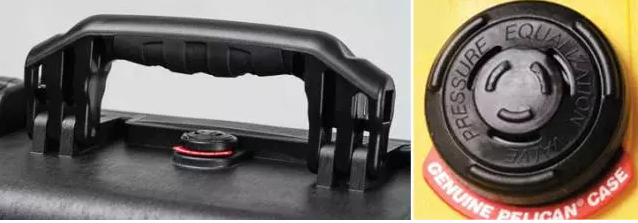 PRESSURE EQUALIZATION VALVE
GENUINE PELICAN® CASE